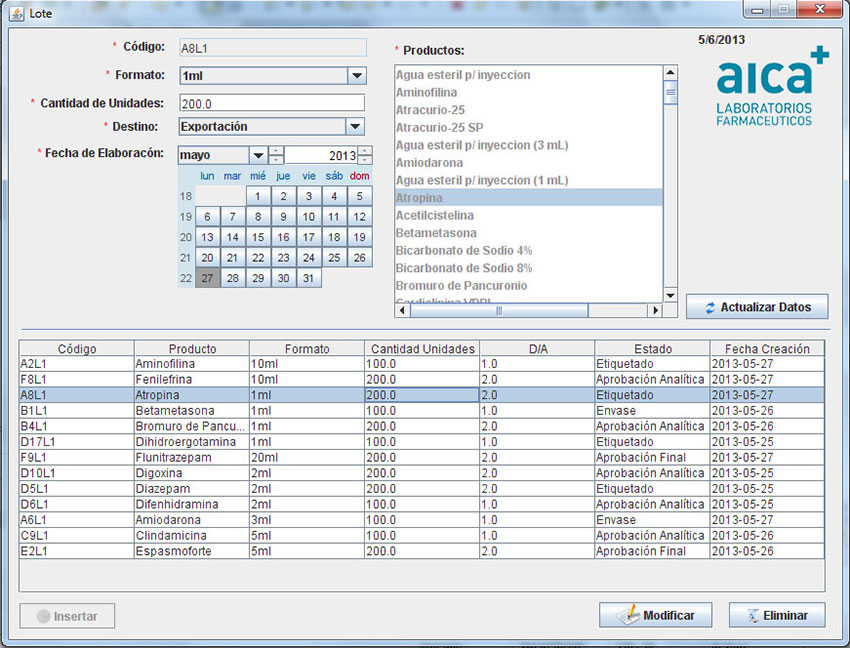 Lote
* Código: A8L1
* Formato: 1ml
* Cantidad de Unidades: 200.0
* Destino: Exportación
* Fecha de Elaboracón: mayo 2013
lun mar mié jue vie sáb dom
18 1 2 3 4 5
19 6 7 8 9 10 11 12
20 13 14 15 16 17 18 19
21 20 21 22 23 24 25 26
22 27 28 29 30 31
* Productos:
Agua esteril p/ inyeccion
Aminofilina
Atracurio-25
Atracurio-25 SP
Agua esteril p/ inyeccion (3 mL)
Amiodarona
Agua esteril p/ inyeccion (1 mL)
Atropina
Acetilcistelina
Betametasona
Bicarbonato de Sodio 4%
Bicarbonato de Sodio 8%
Bromuro de Pancuronio
5/6/2013
aica+
LABORATORIOS
FARMACEUTICOS
Actualizar Datos
Código Producto Formato Cantidad Unidades D/A Estado Fecha Creación
A2L1 Aminofilina 10ml 100.0 1.0 Etiquetado 2013-05-27
F8L1 Fenilefrina 10ml 200.0 2.0 Aprobación Analítica 2013-05-27
A8L1 Atropina 1ml 200.0 2.0 Etiquetado 2013-05-27
B1L1 Betametasona 1ml 100.0 1.0 Envase 2013-05-26
B4L1 Bromuro de Pancu... 1ml 200.0 2.0 Aprobación Analítica 2013-05-26
D17L1 Dihidroergotamina 1ml 100.0 1.0 Etiquetado 2013-05-25
F9L1 Flunitrazepam 20ml 200.0 2.0 Aprobación Final 2013-05-27
D10L1 Digoxina 2ml 200.0 2.0 Aprobación Analítica 2013-05-25
D5L1 Diazepam 2ml 200.0 2.0 Etiquetado 2013-05-25
D6L1 Difenhidramina 2ml 200.0 2.0 Aprobación Analítica 2013-05-25
A6L1 Amiodarona 3ml 100.0 1.0 Envase 2013-05-27
C9L1 Clindamicina 5ml 100.0 1.0 Aprobación Analítica 2013-05-26
E2L1 Espasmoforte 5ml 200.0 2.0 Aprobación Final 2013-05-26
Insertar
Modificar
Eliminar